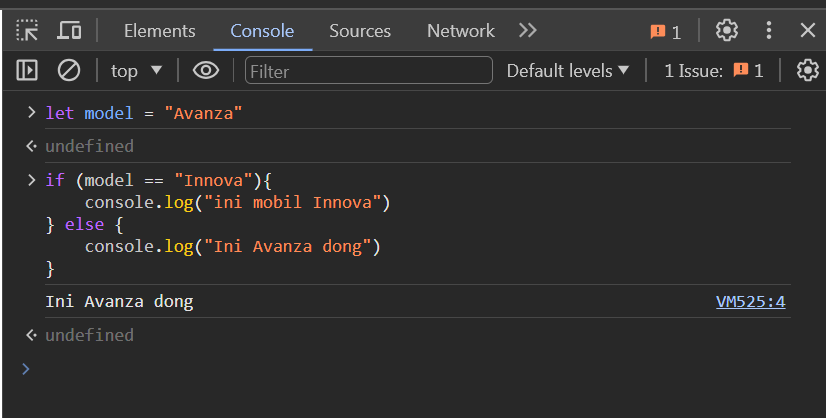 Elements Console Sources Network 1
top Filter Default levels 1 Issue: 1
let model = "Avanza"
undefined
if (model == "Innova"){
    console.log("ini mobil Innova")
} else {
    console.log("Ini Avanza dong")
}
Ini Avanza dong VM525:4
undefined